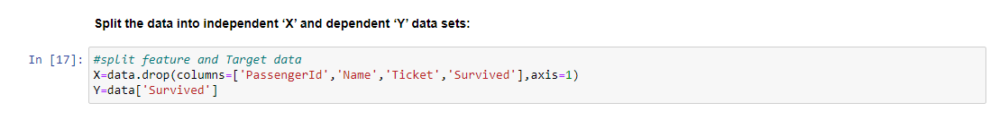 Split the data into independent ‘X’ and dependent ‘Y’ data sets:
In [17]: #split feature and Target data
X=data.drop(columns=['PassengerId','Name','Ticket','Survived'],axis=1)
Y=data['Survived']